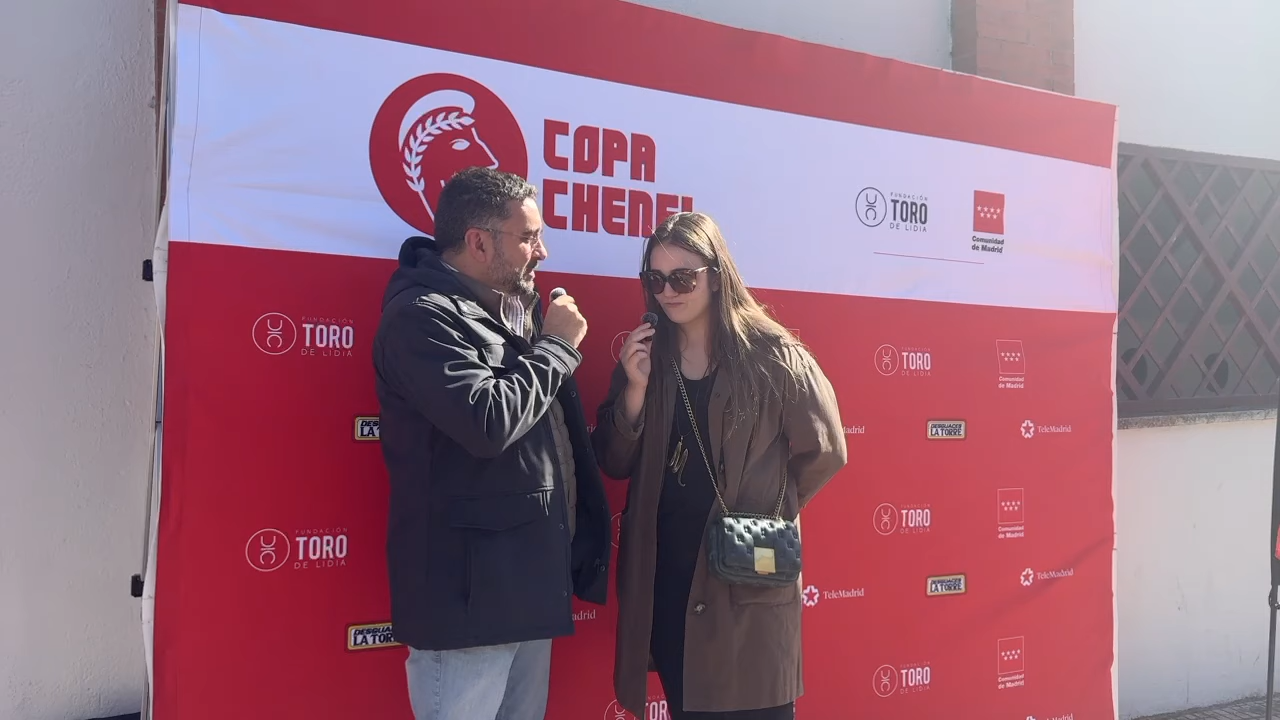 COPA
CHENEL
FUNDACIÓN
TORO
DE LIDIA
Comunidad
de Madrid
FUNDACIÓN
TORO
DE LIDIA
FUNDACIÓN
TORO
DE LIDIA
Comunidad
de Madrid
DESGUACES
LA TORRE
TeleMadrid
FUNDACIÓN
TORO
DE LIDIA
Comunidad
de Madrid
FUNDACIÓN
TORO
DE LIDIA
TeleMadrid
DESGUACES
LA TORRE
TeleMadrid
FUNDACIÓN
TORO
DE LIDIA
Comunidad
de Madrid
TORO
TeleMadrid